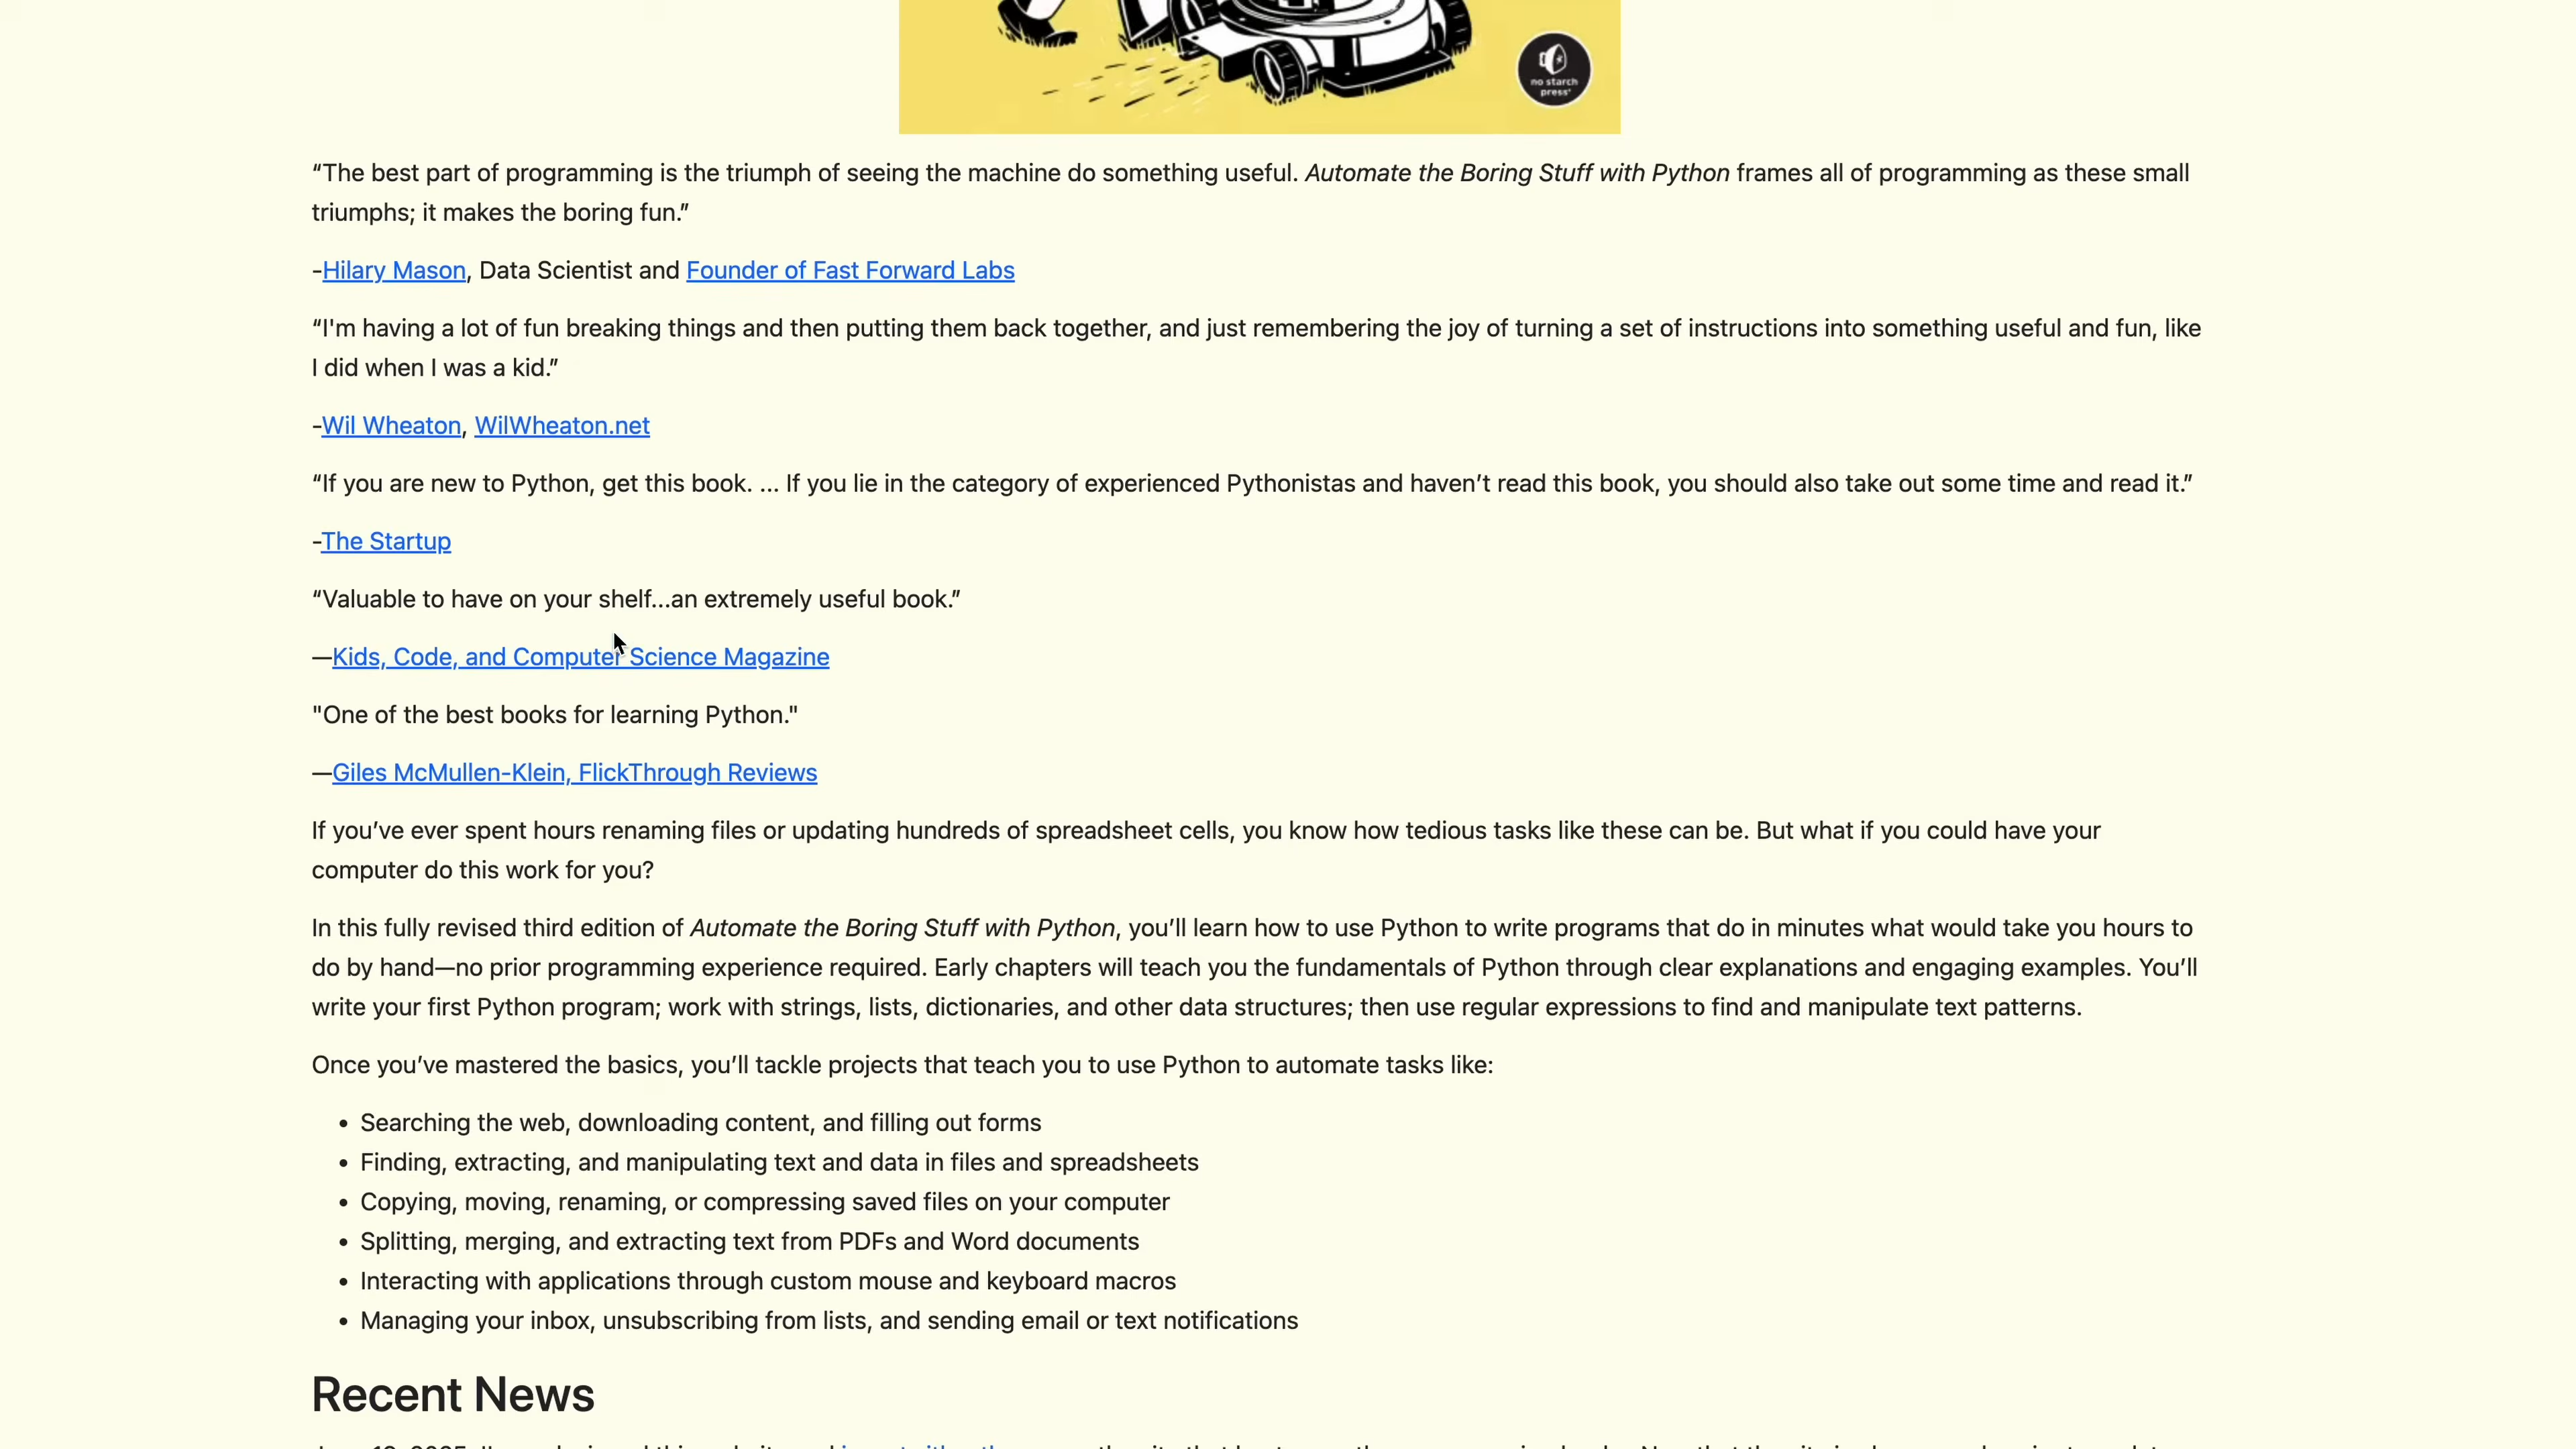 no starch
press
“The best part of programming is the triumph of seeing the machine do something useful. Automate the Boring Stuff with Python frames all of programming as these small
triumphs; it makes the boring fun.”
-Hilary Mason, Data Scientist and Founder of Fast Forward Labs
“I'm having a lot of fun breaking things and then putting them back together, and just remembering the joy of turning a set of instructions into something useful and fun, like
I did when I was a kid.”
-Wil Wheaton, WilWheaton.net
“If you are new to Python, get this book. ... If you lie in the category of experienced Pythonistas and haven’t read this book, you should also take out some time and read it.”
-The Startup
“Valuable to have on your shelf...an extremely useful book.”
—Kids, Code, and Computer Science Magazine
"One of the best books for learning Python."
—Giles McMullen-Klein, FlickThrough Reviews
If you’ve ever spent hours renaming files or updating hundreds of spreadsheet cells, you know how tedious tasks like these can be. But what if you could have your
computer do this work for you?
In this fully revised third edition of Automate the Boring Stuff with Python, you’ll learn how to use Python to write programs that do in minutes what would take you hours to
do by hand—no prior programming experience required. Early chapters will teach you the fundamentals of Python through clear explanations and engaging examples. You’ll
write your first Python program; work with strings, lists, dictionaries, and other data structures; then use regular expressions to find and manipulate text patterns.
Once you’ve mastered the basics, you’ll tackle projects that teach you to use Python to automate tasks like:
• Searching the web, downloading content, and filling out forms
• Finding, extracting, and manipulating text and data in files and spreadsheets
• Copying, moving, renaming, or compressing saved files on your computer
• Splitting, merging, and extracting text from PDFs and Word documents
• Interacting with applications through custom mouse and keyboard macros
• Managing your inbox, unsubscribing from lists, and sending email or text notifications
Recent News